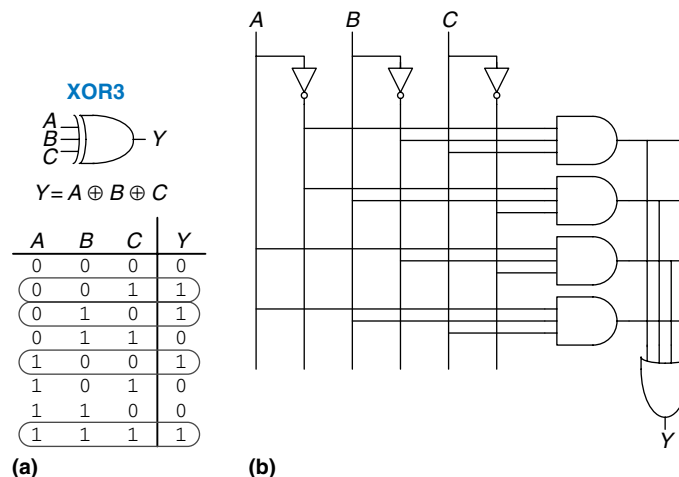 XOR3
A
B
C
Y
Y = A ⊕ B ⊕ C
A B C Y
0 0 0 0
0 0 1 1
0 1 0 1
0 1 1 0
1 0 0 1
1 0 1 0
1 1 0 0
1 1 1 1
(a)
A B C
Y
(b)